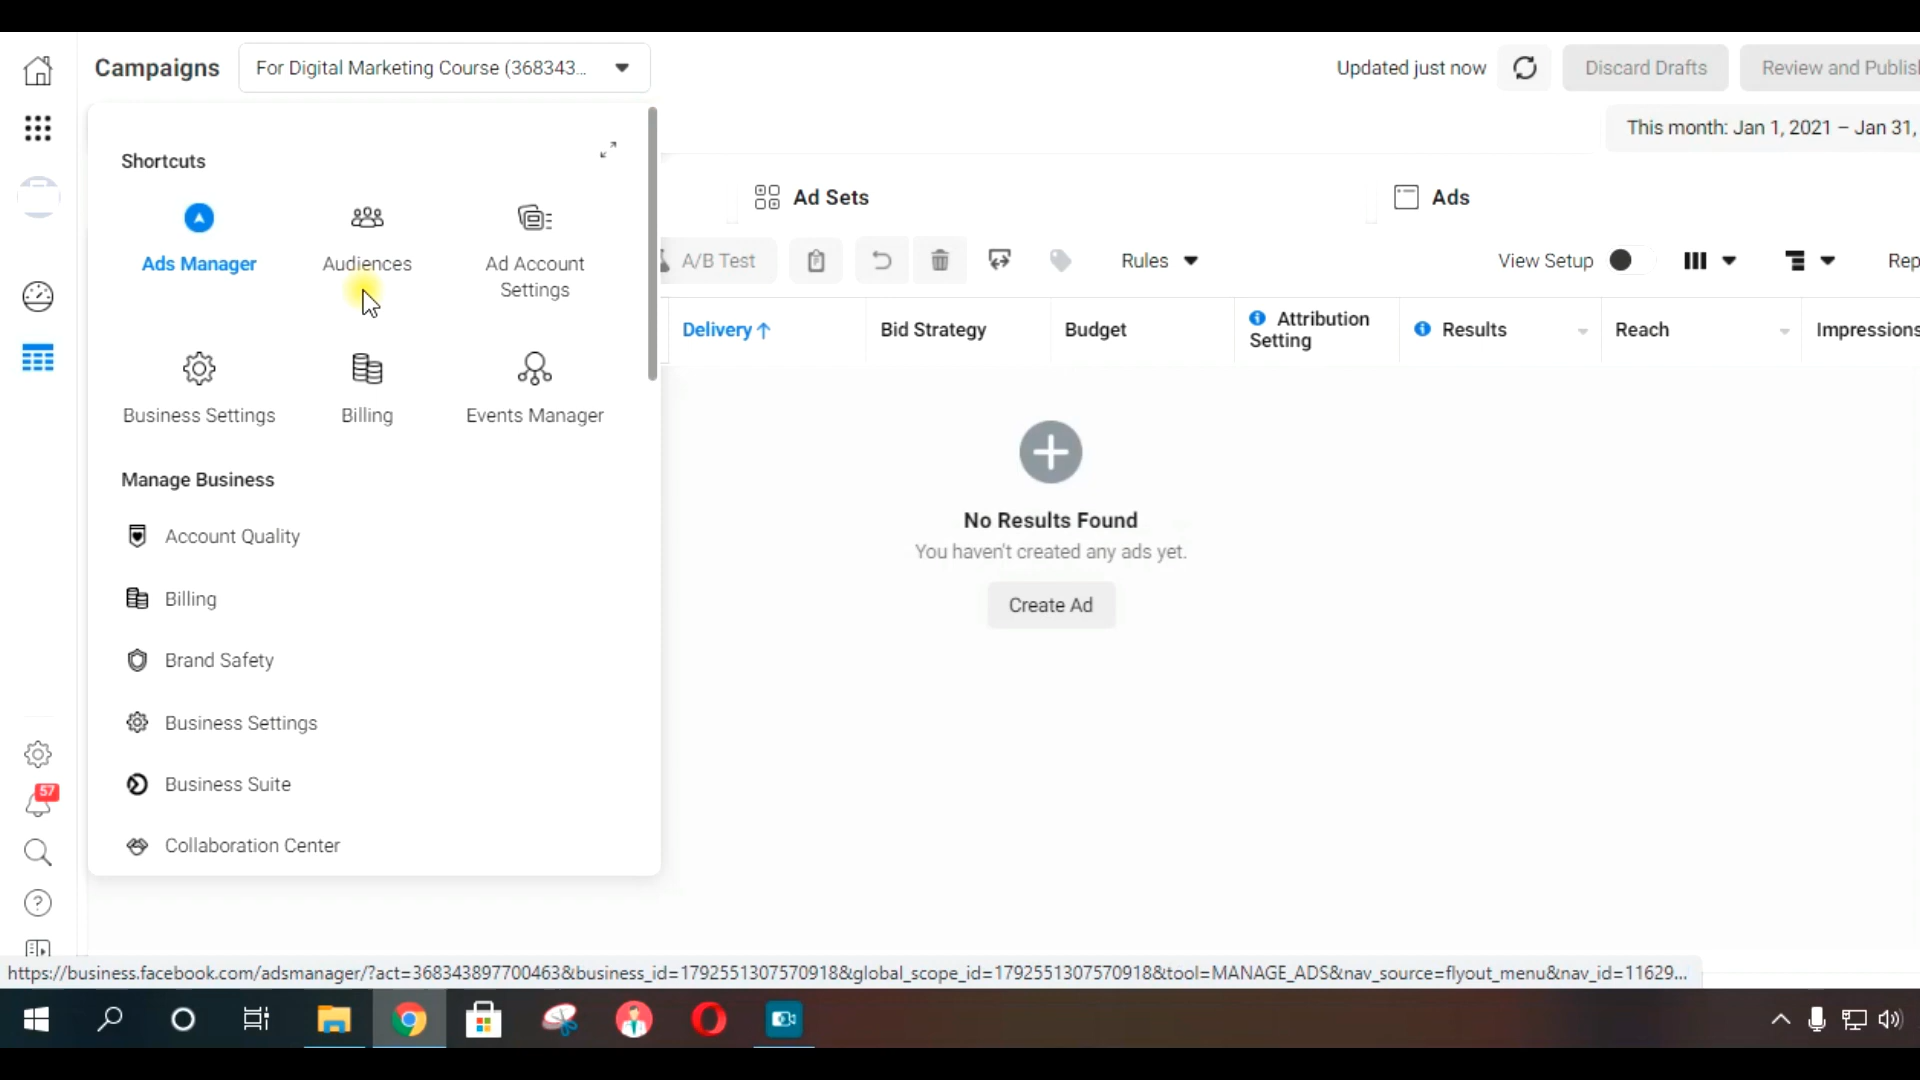 Campaigns
For Digital Marketing Course (368343...
Updated just now
Discard Drafts
Review and Publish
This month: Jan 1, 2021 – Jan 31,
Shortcuts
Ads Manager
Audiences
Ad Account
Settings
Business Settings
Billing
Events Manager
Manage Business
Account Quality
Billing
Brand Safety
Business Settings
Business Suite
Collaboration Center
Ad Sets
Ads
A/B Test
Rules
View Setup
Rep
Delivery↑
Bid Strategy
Budget
Attribution
Setting
Results
Reach
Impressions
No Results Found
You haven't created any ads yet.
Create Ad
57
https://business.facebook.com/adsmanager/?act=368343897700463&business_id=1792551307570918&global_scope_id=1792551307570918&tool=MANAGE_ADS&nav_source=flyout_menu&nav_id=11629...